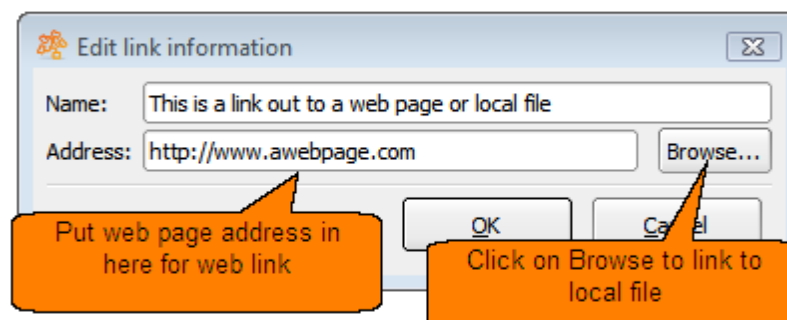 Edit link information
Name: This is a link out to a web page or local file
Address: http://www.awebpage.com Browse...
OK
Put web page address in
here for web link
Click on Browse to link to
local file